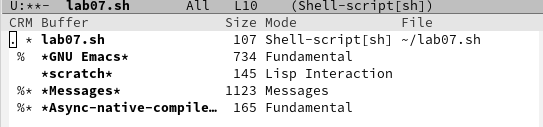 U:**-  lab07.sh      All   L10    (Shell-script[sh])
CRM Buffer                Size Mode              File
. * lab07.sh               107 Shell-script[sh]  ~/lab07.sh
 %  *GNU Emacs*            734 Fundamental
    *scratch*              145 Lisp Interaction
 %* *Messages*            1123 Messages
 %* *Async-native-compile…  165 Fundamental